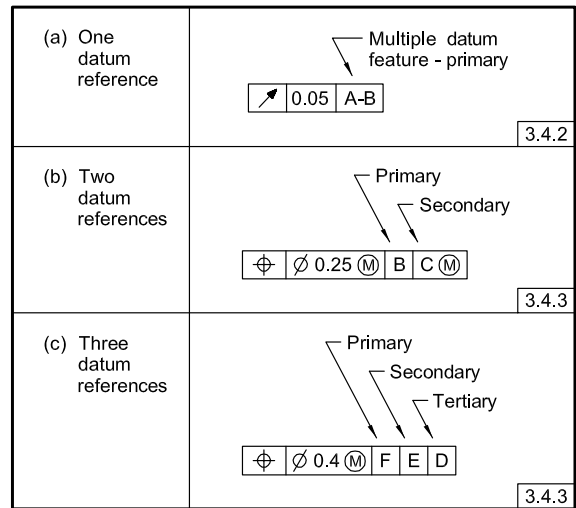 (a) One
datum
reference
Multiple datum
feature - primary
0.05 A-B
3.4.2
(b) Two
datum
references
Primary
Secondary
⌖ ∅ 0.25 Ⓜ B C Ⓜ
3.4.3
(c) Three
datum
references
Primary
Secondary
Tertiary
⌖ ∅ 0.4 Ⓜ F E D
3.4.3